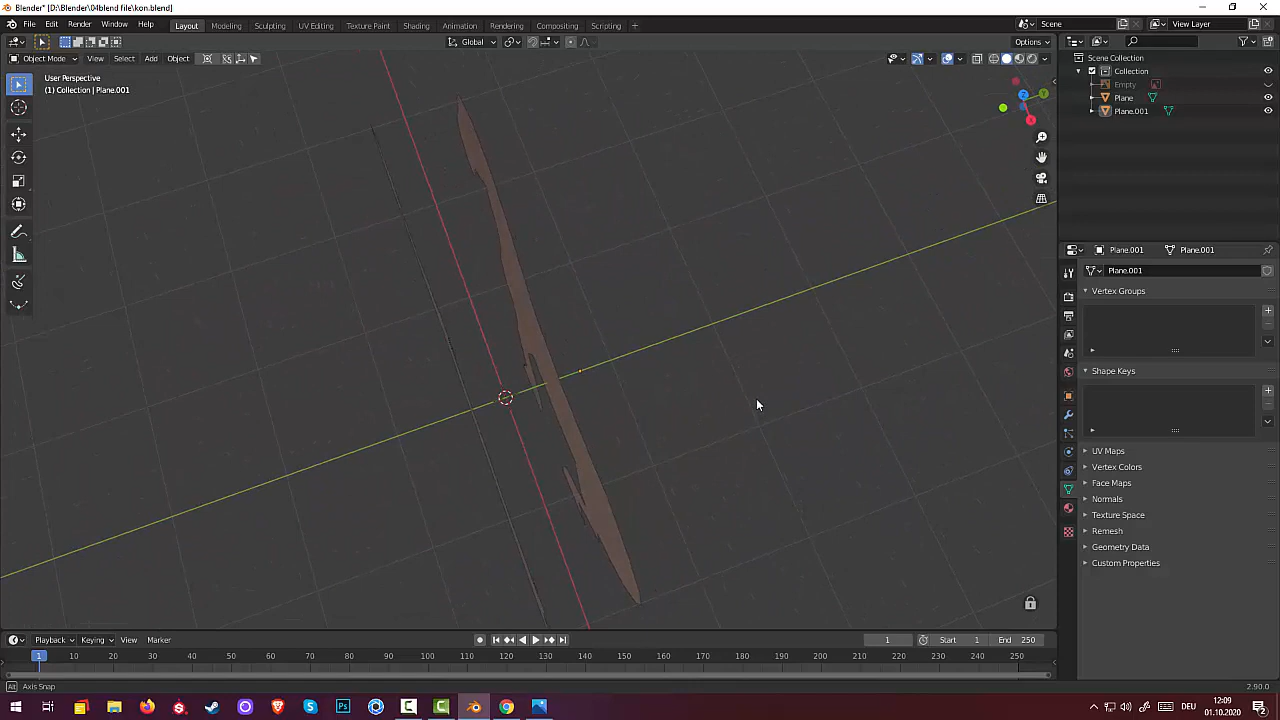 Blender* [D:\Blender\04blend file\kon.blend]
File Edit Render Window Help Layout Modeling Sculpting UV Editing Texture Paint Shading Animation Rendering Compositing Scripting Scene View Layer
Global Options
Object Mode View Select Add Object
User Perspective
(1) Collection | Plane.001
Scene Collection
Collection
Empty
Plane
Plane.001
Z
Y
X
Plane.001 Plane.001
Plane.001
Vertex Groups
Shape Keys
UV Maps
Vertex Colors
Face Maps
Normals
Texture Space
Remesh
Geometry Data
Custom Properties
Playback Keying View Marker 1 Start 1 End 250
1 10 20 30 40 50 60 70 80 90 100 110 120 130 140 150 160 170 180 190 200 210 220 230 240 250
Alt Axis Snap 2.90.0
Ps DEU 12:09
01.10.2020 2